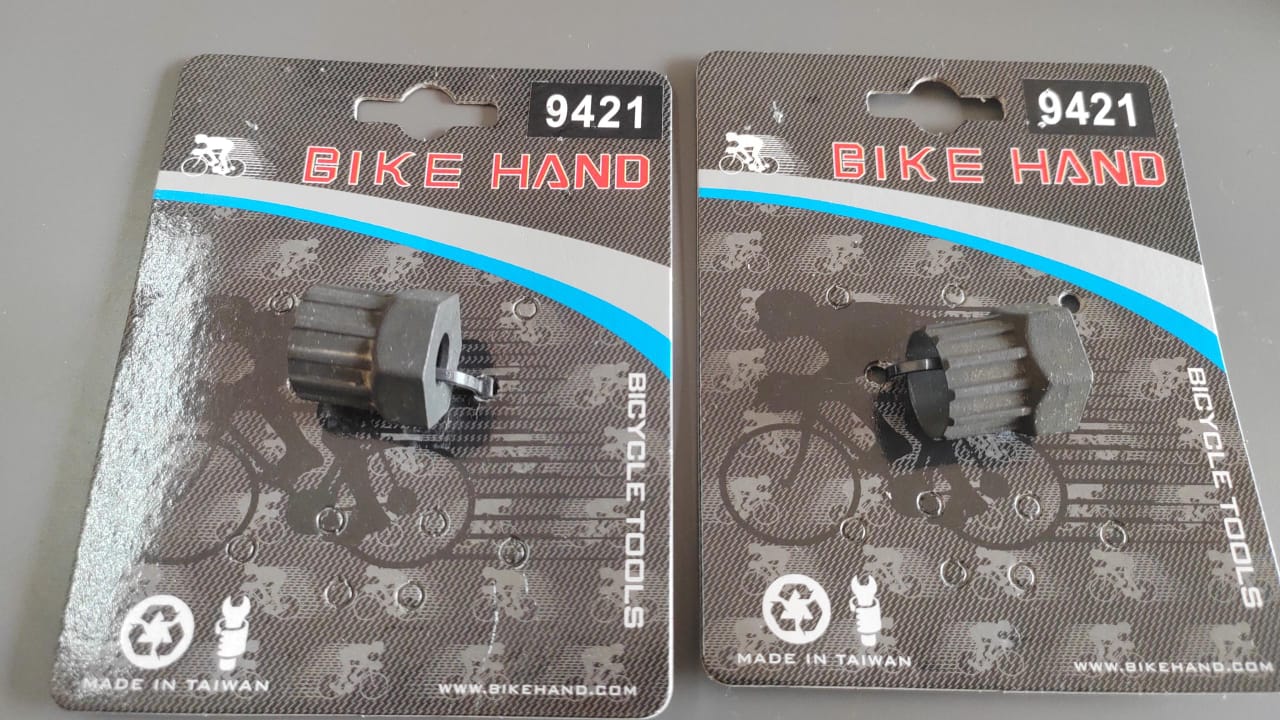 9421
BIKE HAND
BICYCLE TOOLS
MADE IN TAIWAN
WWW.BIKEHAND.COM
9421
BIKE HAND
BICYCLE TOOLS
MADE IN TAIWAN
WWW.BIKEHAND.COM